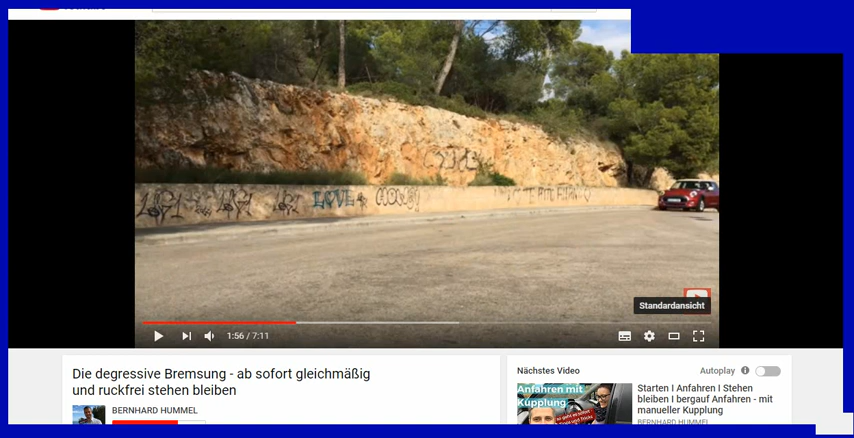 LOVE
Standardansicht
1:56 / 7:11
Die degressive Bremsung - ab sofort gleichmäßig
und ruckfrei stehen bleiben
BERNHARD HUMMEL
Nächstes Video
Autoplay
Anfahren mit
Kupplung
Starten I Anfahren I Stehen
bleiben I bergauf Anfahren - mit
manueller Kupplung
BERNHARD HUMMEL